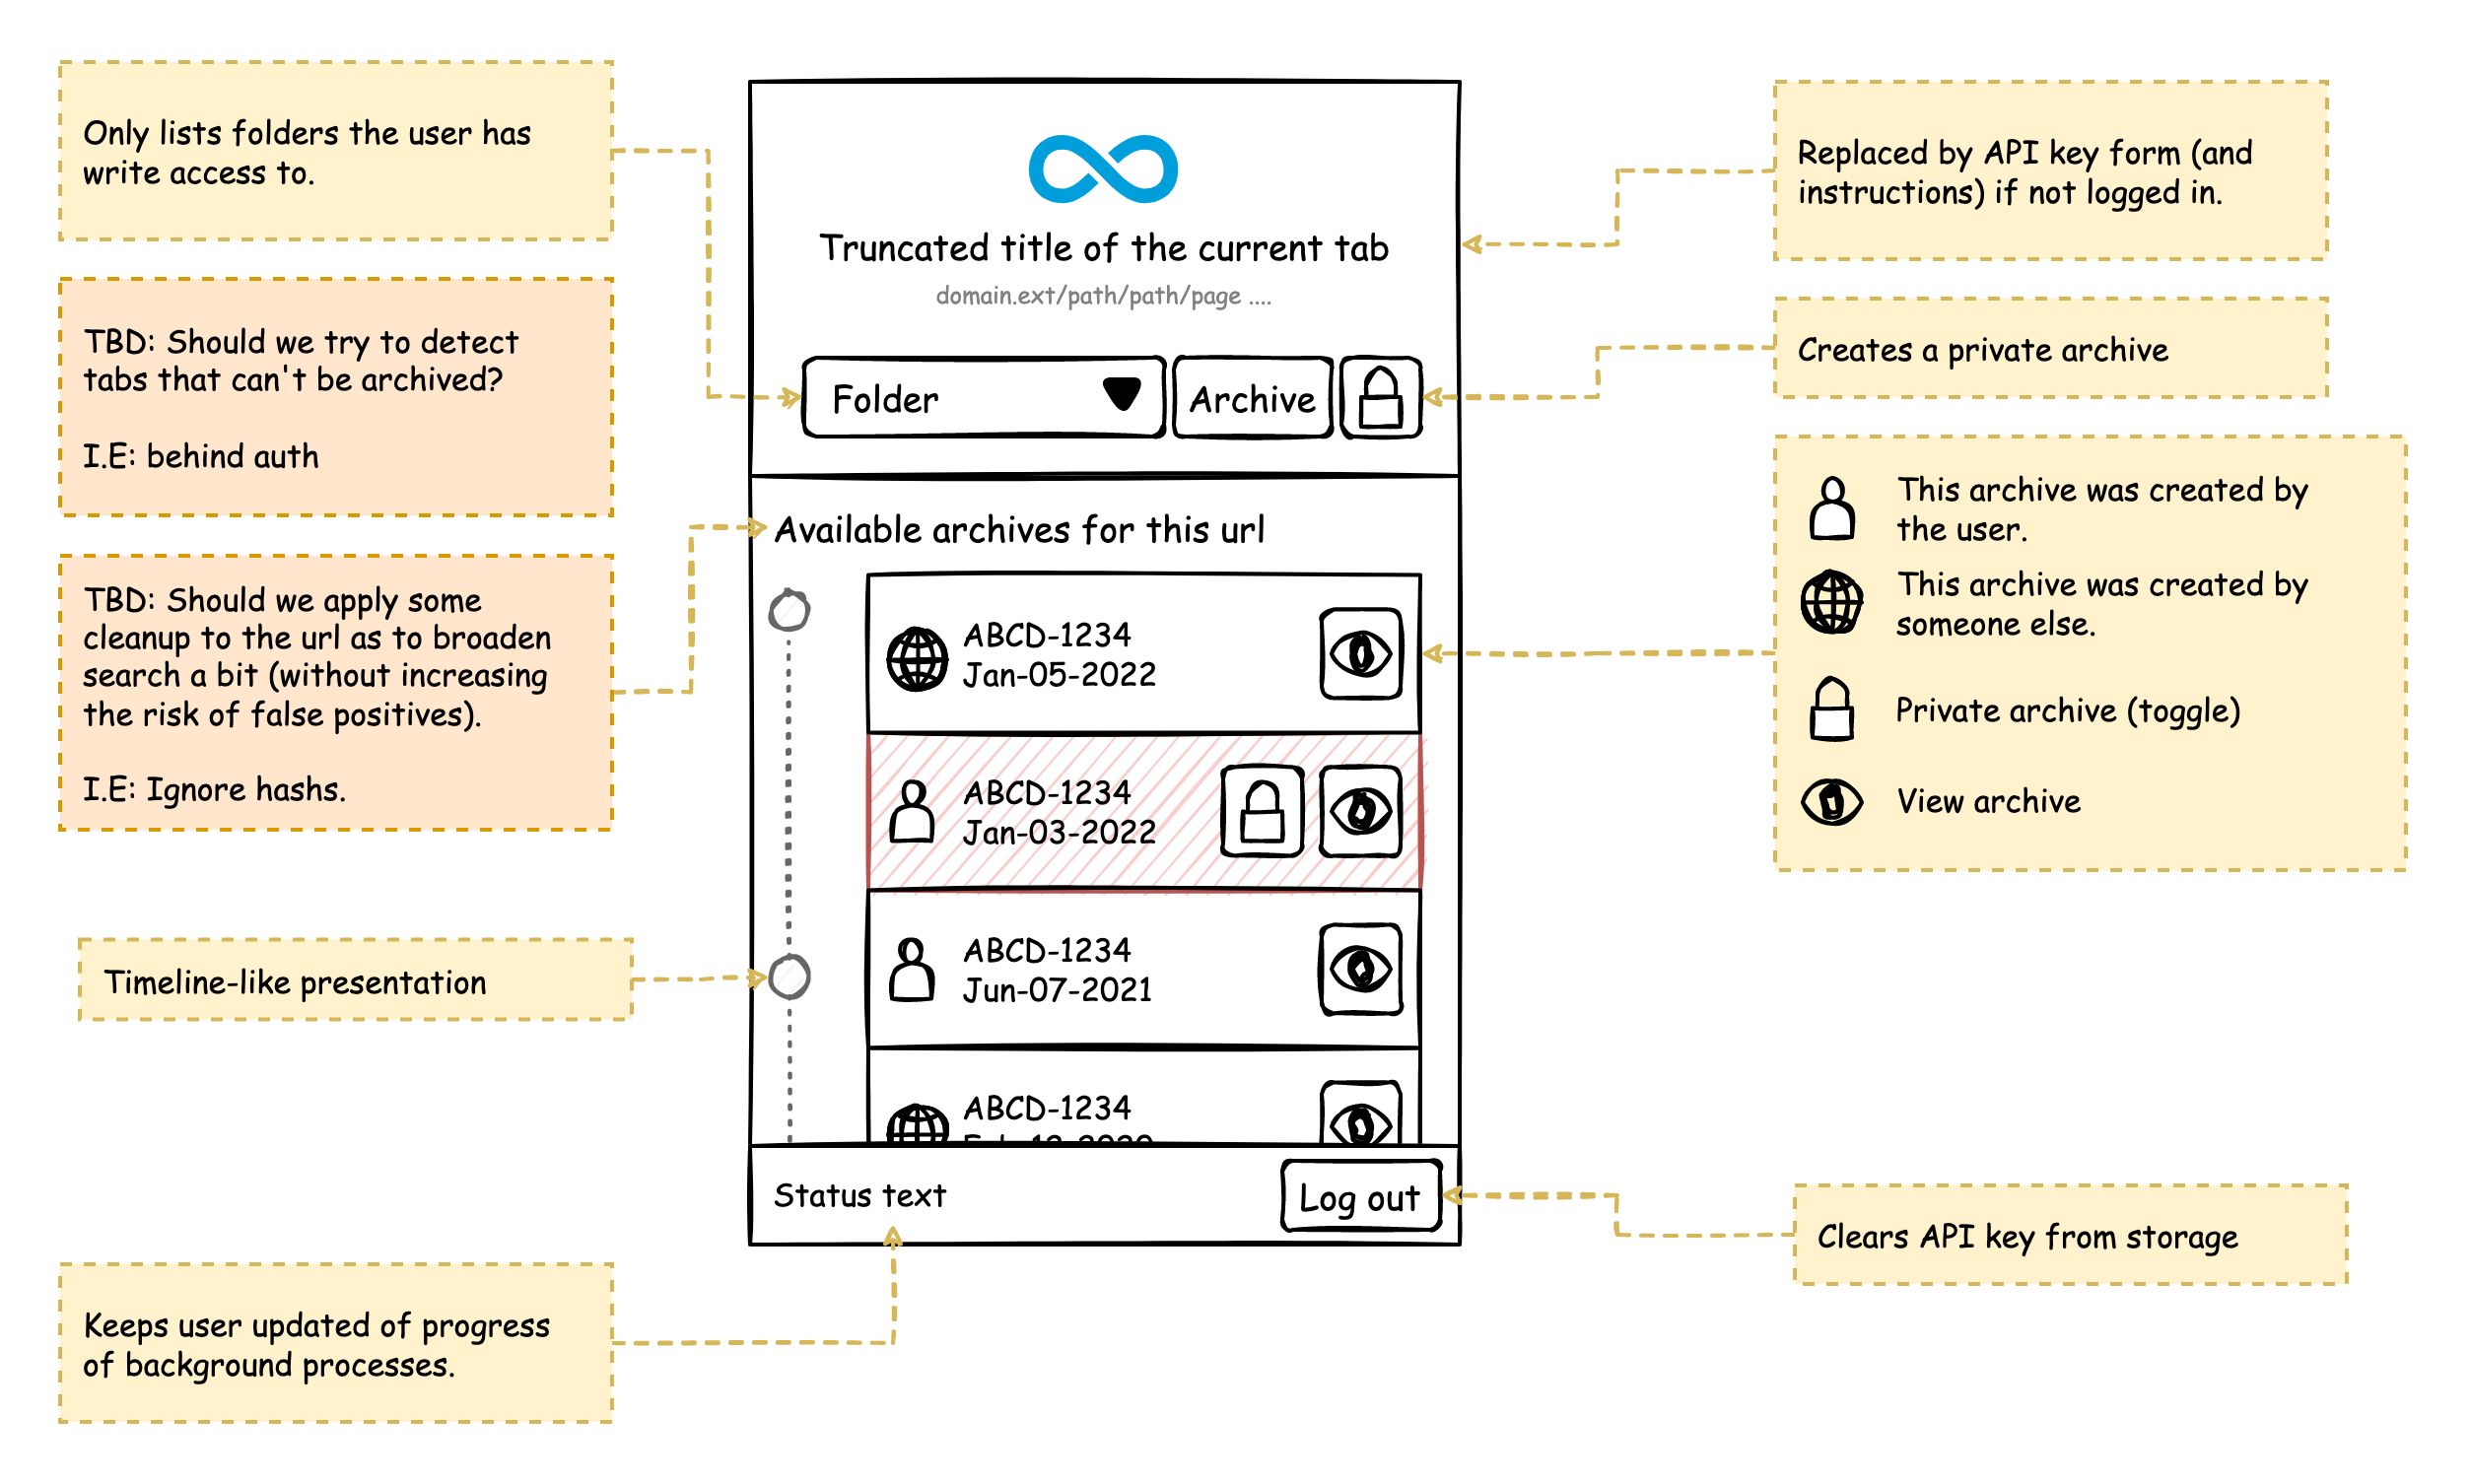 Only lists folders the user has
write access to.
TBD: Should we try to detect
tabs that can't be archived?
I.E: behind auth
TBD: Should we apply some
cleanup to the url as to broaden
search a bit (without increasing
the risk of false positives).
I.E: Ignore hashs.
Timeline-like presentation
Keeps user updated of progress
of background processes.
Truncated title of the current tab
domain.ext/path/path/page ....
Folder
Archive
Available archives for this url
ABCD-1234
Jan-05-2022
ABCD-1234
Jan-03-2022
ABCD-1234
Jun-07-2021
ABCD-1234
Status text
Log out
Replaced by API key form (and
instructions) if not logged in.
Creates a private archive
This archive was created by
the user.
This archive was created by
someone else.
Private archive (toggle)
View archive
Clears API key from storage